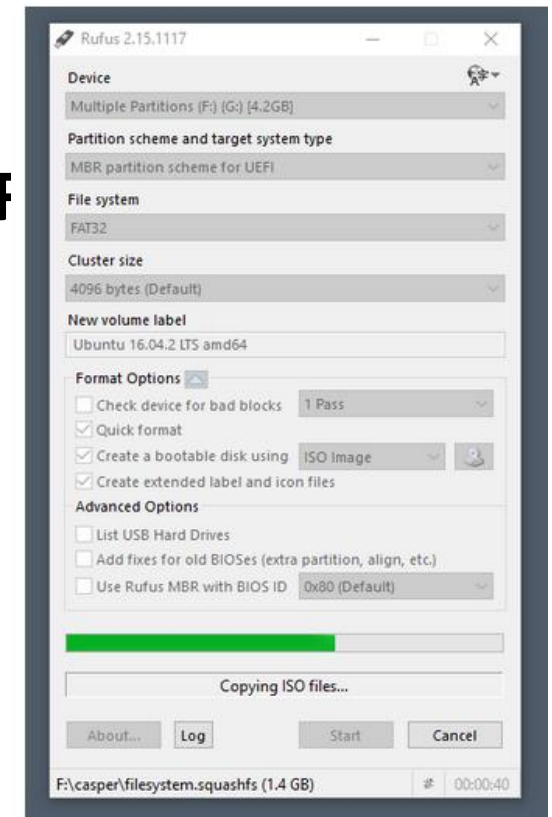 Rufus 2.15.1117
Device
Multiple Partitions (F:) (G:) [4.2GB]
Partition scheme and target system type
MBR partition scheme for UEFI
File system
FAT32
Cluster size
4096 bytes (Default)
New volume label
Ubuntu 16.04.2 LTS amd64
Format Options
Check device for bad blocks 1 Pass
Quick format
Create a bootable disk using ISO Image
Create extended label and icon files
Advanced Options
List USB Hard Drives
Add fixes for old BIOSes (extra partition, align, etc.)
Use Rufus MBR with BIOS ID 0x80 (Default)
Copying ISO files...
About... Log Start Cancel
F:\casper\filesystem.squashfs (1.4 GB) # 00:00:40